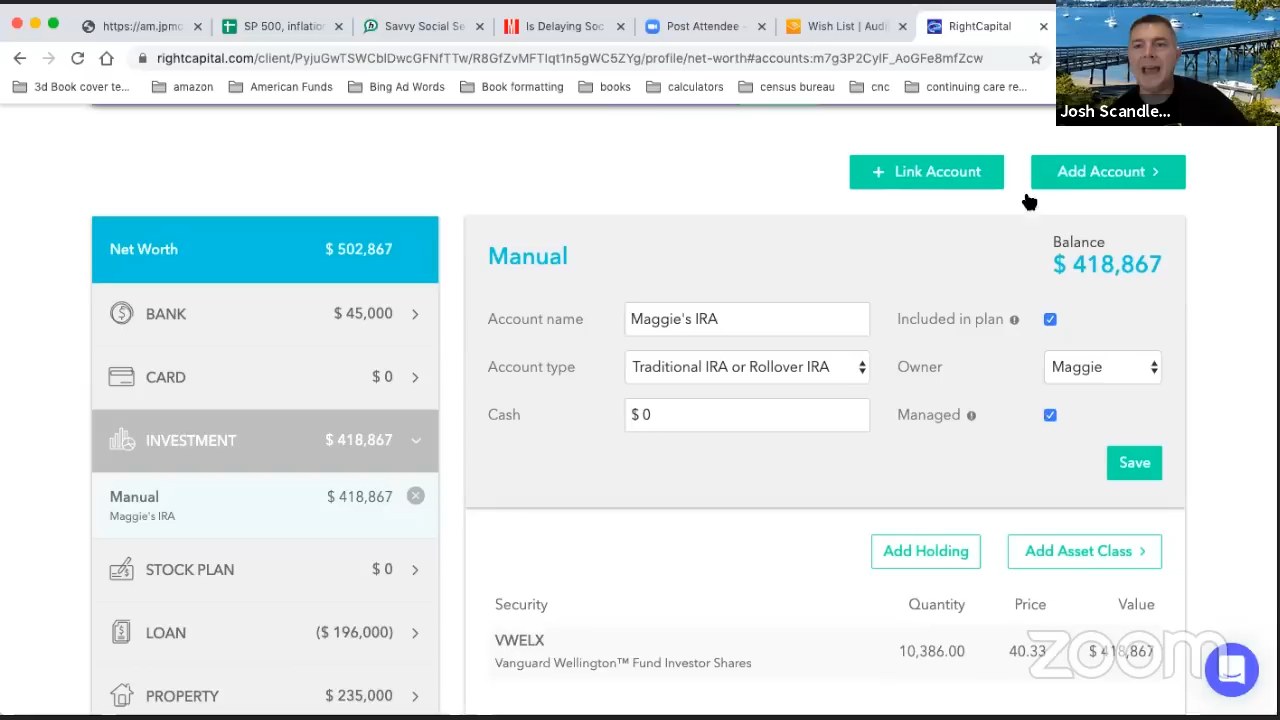 https://am.jpmc
SP 500, inflation
Savvy Social Se
Is Delaying Soc
Post Attendee -
Wish List | Audi
RightCapital
rightcapital.com/client/PyjuGwTSWCbIDwcGFNfTTw/R8GfZvMFTIqt1n5gWC5ZYg/profile/net-worth#accounts:m7g3P2CylF_AoGFe8mfZcw
3d Book cover te...
amazon
American Funds
Bing Ad Words
Book formatting
books
calculators
census bureau
cnc
continuing care re...
Josh Scandle...
+ Link Account
Add Account >
Net Worth $ 502,867
BANK $ 45,000 >
CARD $ 0 >
INVESTMENT $ 418,867
Manual $ 418,867
Maggie's IRA
STOCK PLAN $ 0 >
LOAN ($ 196,000) >
PROPERTY $ 235,000 >
Manual
Balance
$ 418,867
Account name Maggie's IRA
Included in plan
Account type Traditional IRA or Rollover IRA
Owner Maggie
Cash $ 0
Managed
Save
Add Holding
Add Asset Class >
Security Quantity Price Value
VWELX
10,386.00 40.33 $ 418,867
Vanguard Wellington™ Fund Investor Shares
zoom